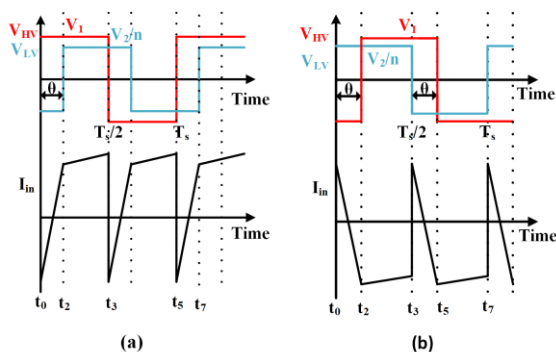 V_HV V_1
V_LV V_2/n
θ
Time
T_s/2 T_s
I_in
Time
t_0 t_2 t_3 t_5 t_7
(a)
V_HV V_1
V_LV V_2/n
θ θ
Time
T_s/2 T_s
I_in
Time
t_0 t_2 t_3 t_5 t_7
(b)